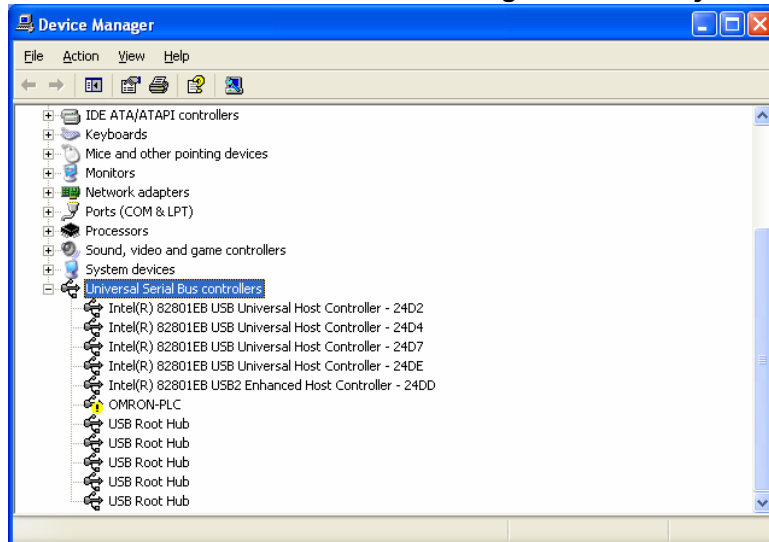 Device Manager
File Action View Help
IDE ATA/ATAPI controllers
Keyboards
Mice and other pointing devices
Monitors
Network adapters
Ports (COM & LPT)
Processors
Sound, video and game controllers
System devices
Universal Serial Bus controllers
Intel(R) 82801EB USB Universal Host Controller - 24D2
Intel(R) 82801EB USB Universal Host Controller - 24D4
Intel(R) 82801EB USB Universal Host Controller - 24D7
Intel(R) 82801EB USB Universal Host Controller - 24DE
Intel(R) 82801EB USB2 Enhanced Host Controller - 24DD
OMRON-PLC
USB Root Hub
USB Root Hub
USB Root Hub
USB Root Hub
USB Root Hub